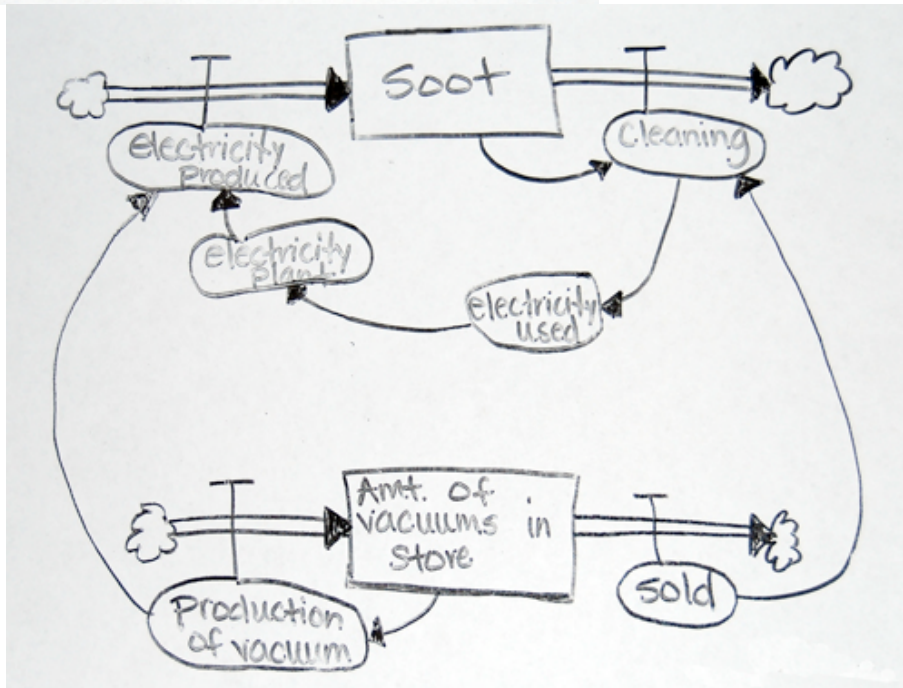 Soot
electricity
produced
Cleaning
electricity
plant
electricity
used
Amt. of
vacuums in
store
production
of vacuum
Sold